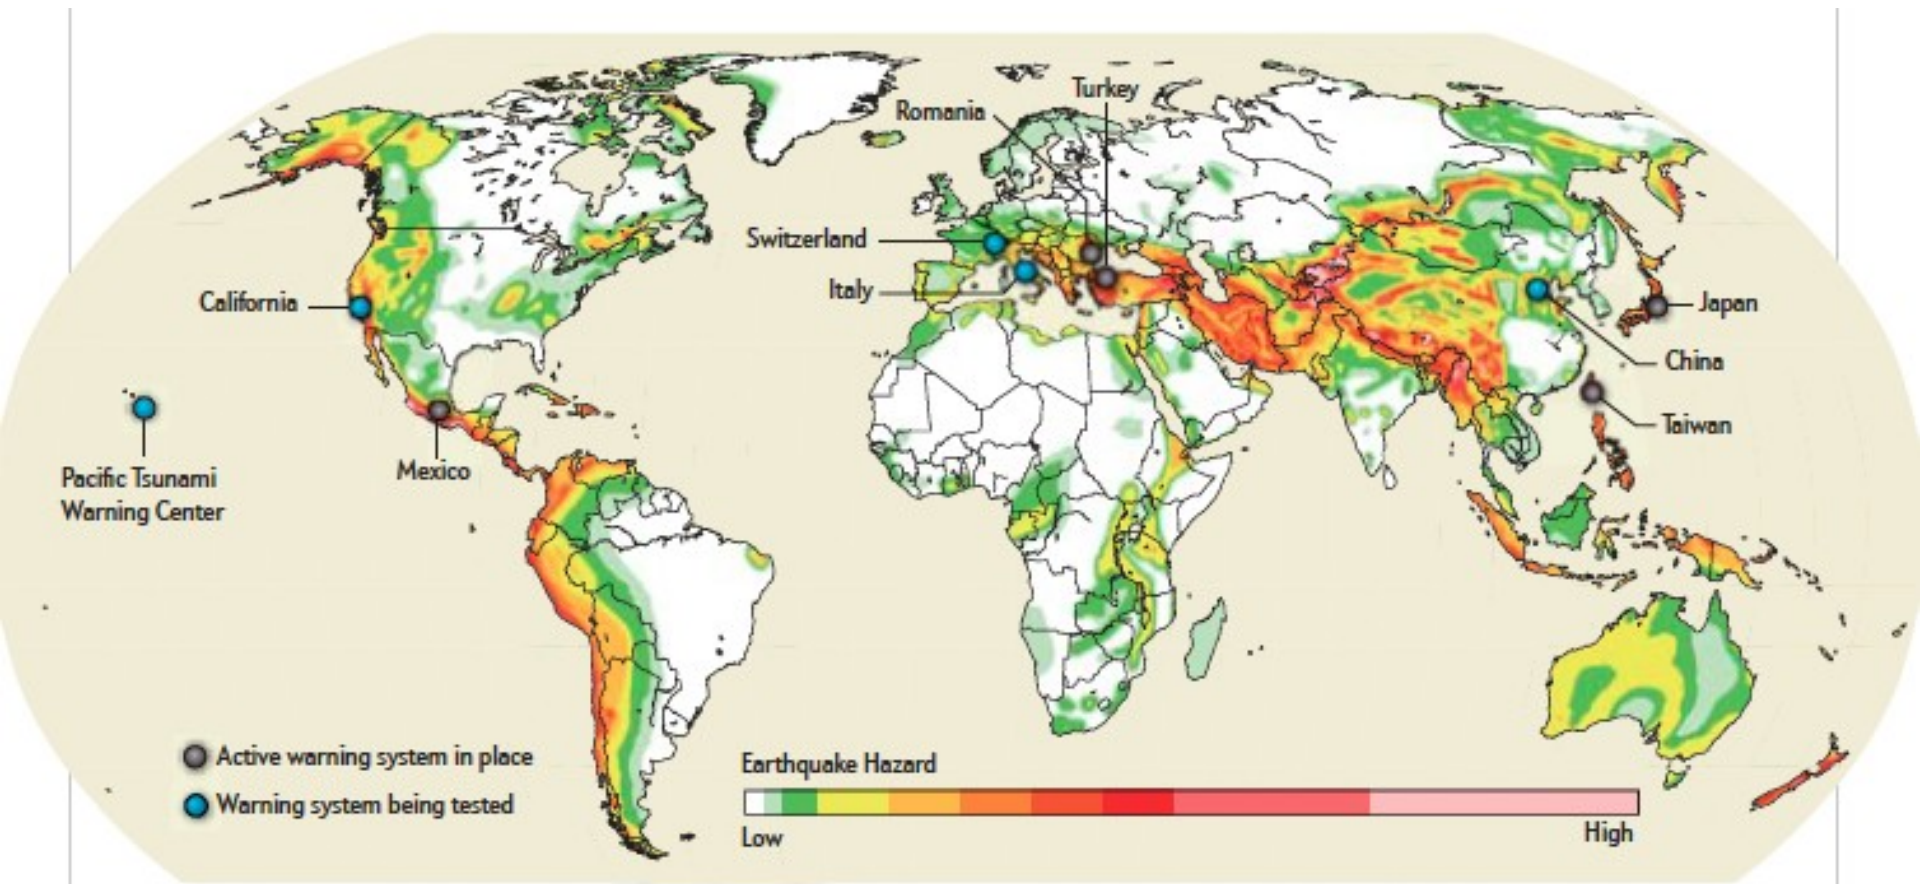 Turkey
Romania
Switzerland
Italy
California
Japan
China
Taiwan
Mexico
Pacific Tsunami
Warning Center
Active warning system in place
Warning system being tested
Earthquake Hazard
Low
High